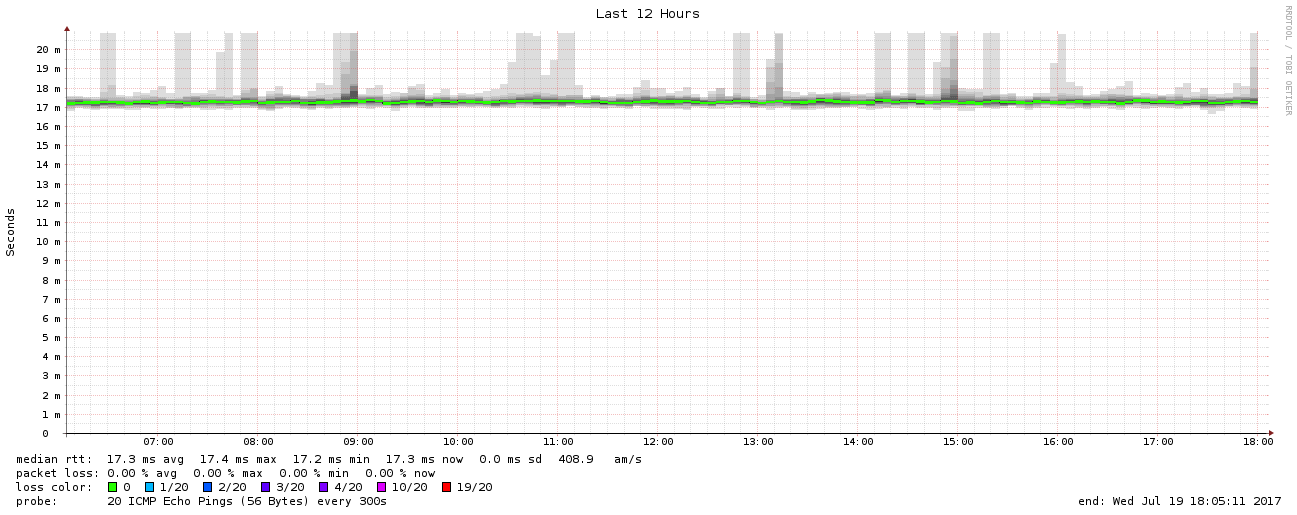 Last 12 Hours
RRDTOOL / TOBI OETIKER
Seconds
20 m
19 m
18 m
17 m
16 m
15 m
14 m
13 m
12 m
11 m
10 m
9 m
8 m
7 m
6 m
5 m
4 m
3 m
2 m
1 m
0
07:00 08:00 09:00 10:00 11:00 12:00 13:00 14:00 15:00 16:00 17:00 18:00
median rtt: 17.3 ms avg 17.4 ms max 17.2 ms min 17.3 ms now 0.0 ms sd 408.9 am/s
packet loss: 0.00 % avg 0.00 % max 0.00 % min 0.00 % now
loss color: 0 1/20 2/20 3/20 4/20 10/20 19/20
probe: 20 ICMP Echo Pings (56 Bytes) every 300s end: Wed Jul 19 18:05:11 2017